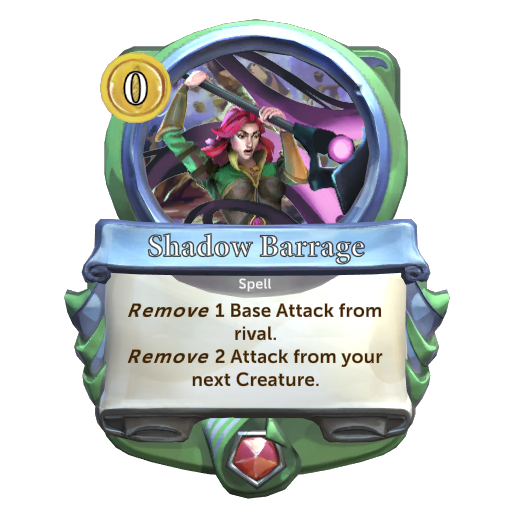 0
Shadow Barrage
Spell
Remove 1 Base Attack from
rival.
Remove 2 Attack from your
next Creature.